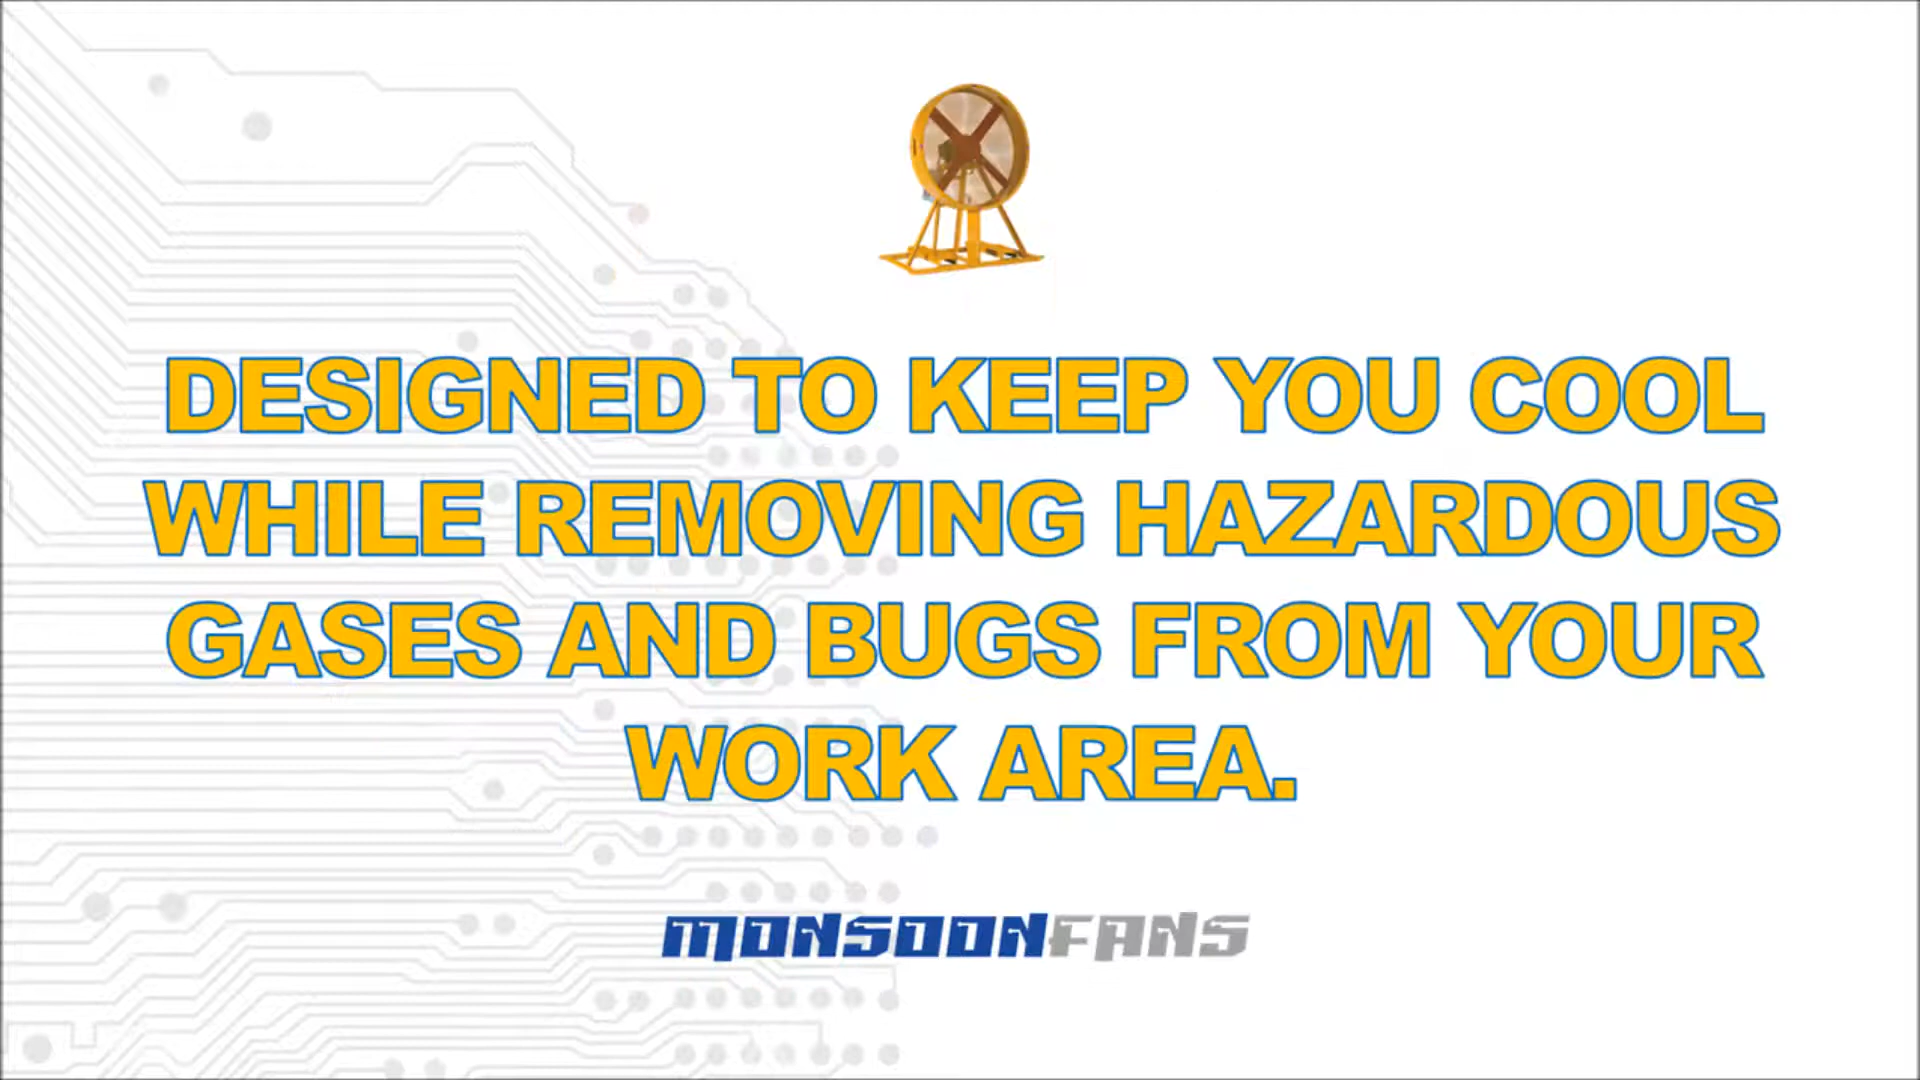 DESIGNED TO KEEP YOU COOL
WHILE REMOVING HAZARDOUS
GASES AND BUGS FROM YOUR
WORK AREA.
MONSOONFANS